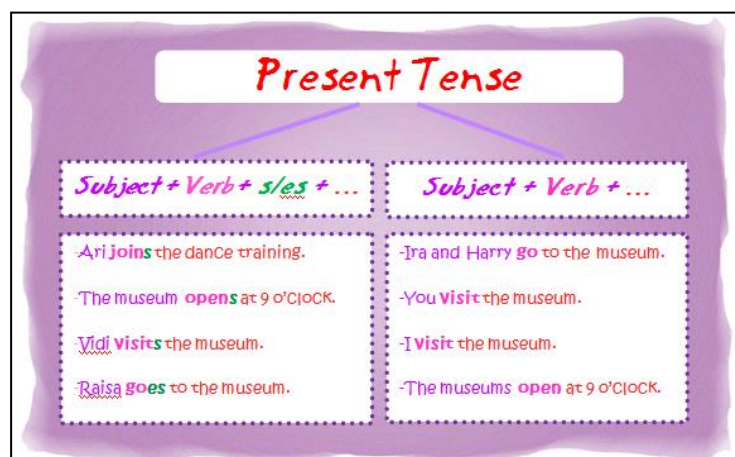 Present Tense
Subject + Verb + s/es + ...
-Ari joins the dance training.
-The museum opens at 9 o'clock.
-Vidi visits the museum.
-Raisa goes to the museum.
Subject + Verb + ...
-Ira and Harry go to the museum.
-You visit the museum.
-I visit the museum.
-The museums open at 9 o'clock.